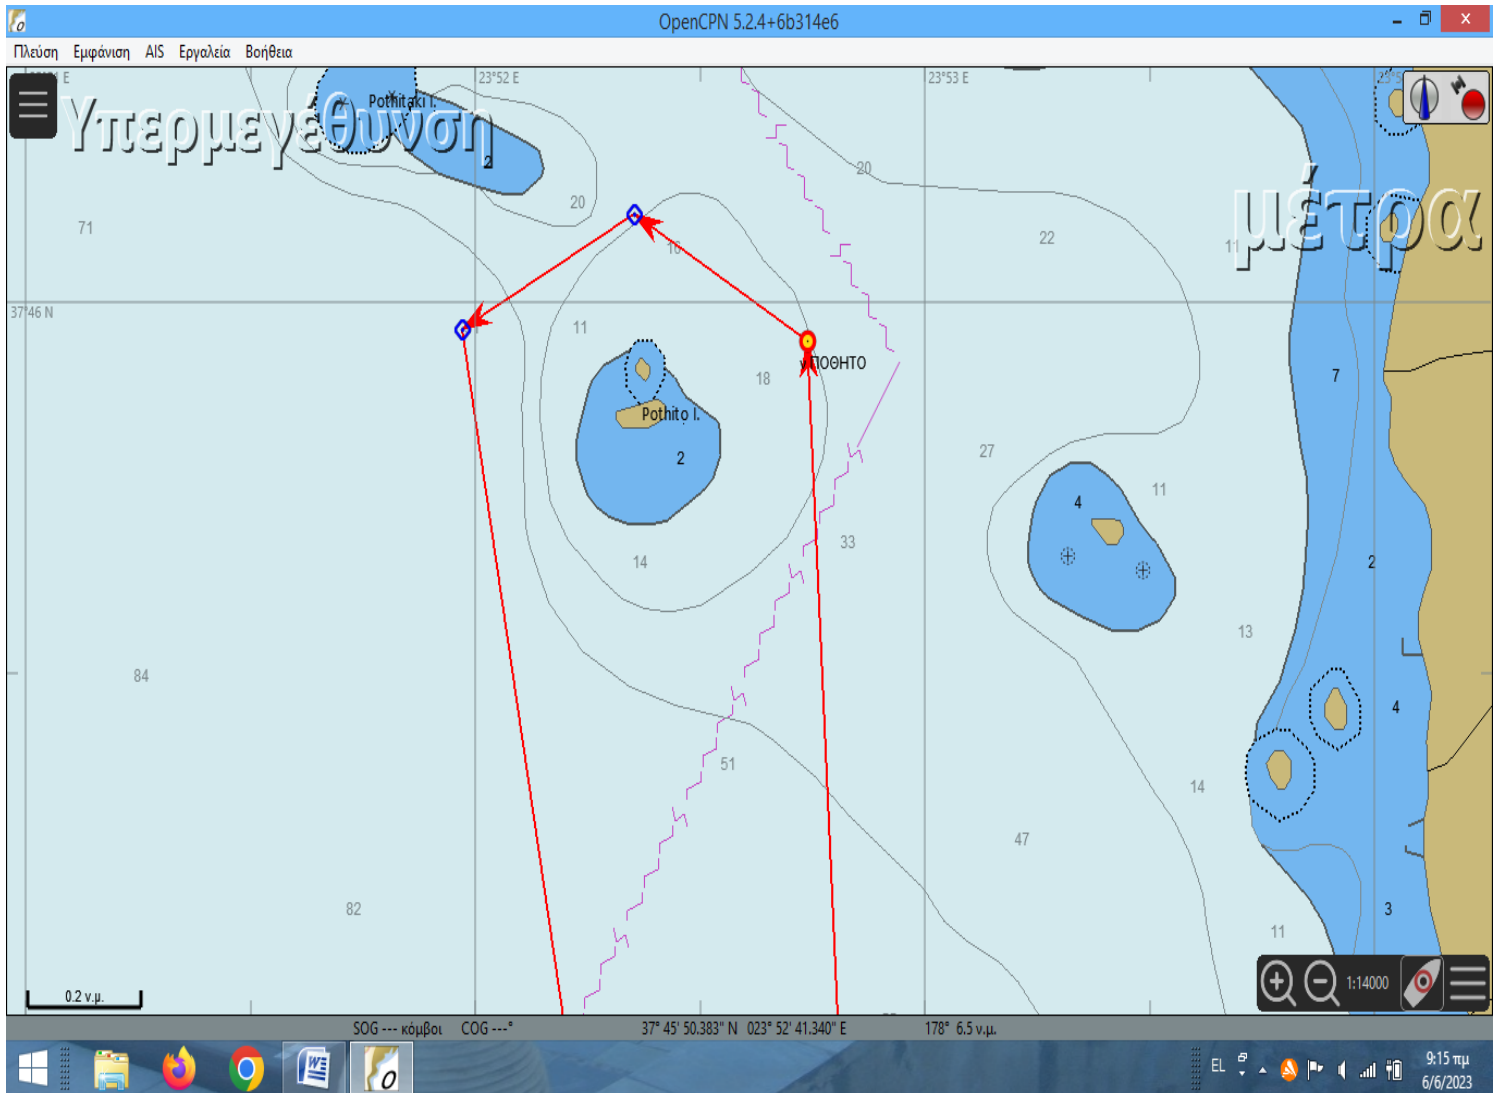 OpenCPN 5.2.4+6b314e6
Πλεύση Εμφάνιση AIS Εργαλεία Βοήθεια
23°52 E
23°53 E
Υπερμεγέθυνση
μέτρα
Pothitaki I.
2
20
20
71
22
11
16
37°46 N
11
18
ν ΠΟΘΗΤΟ
7
Pothito I.
2
27
4
11
14
33
2
13
84
4
51
14
47
82
3
11
0.2 ν.μ.
1:14000
SOG --- κόμβοι COG ---° 37° 45' 50.383" N 023° 52' 41.340" E 178° 6.5 ν.μ.
EL
9:15 πμ
6/6/2023